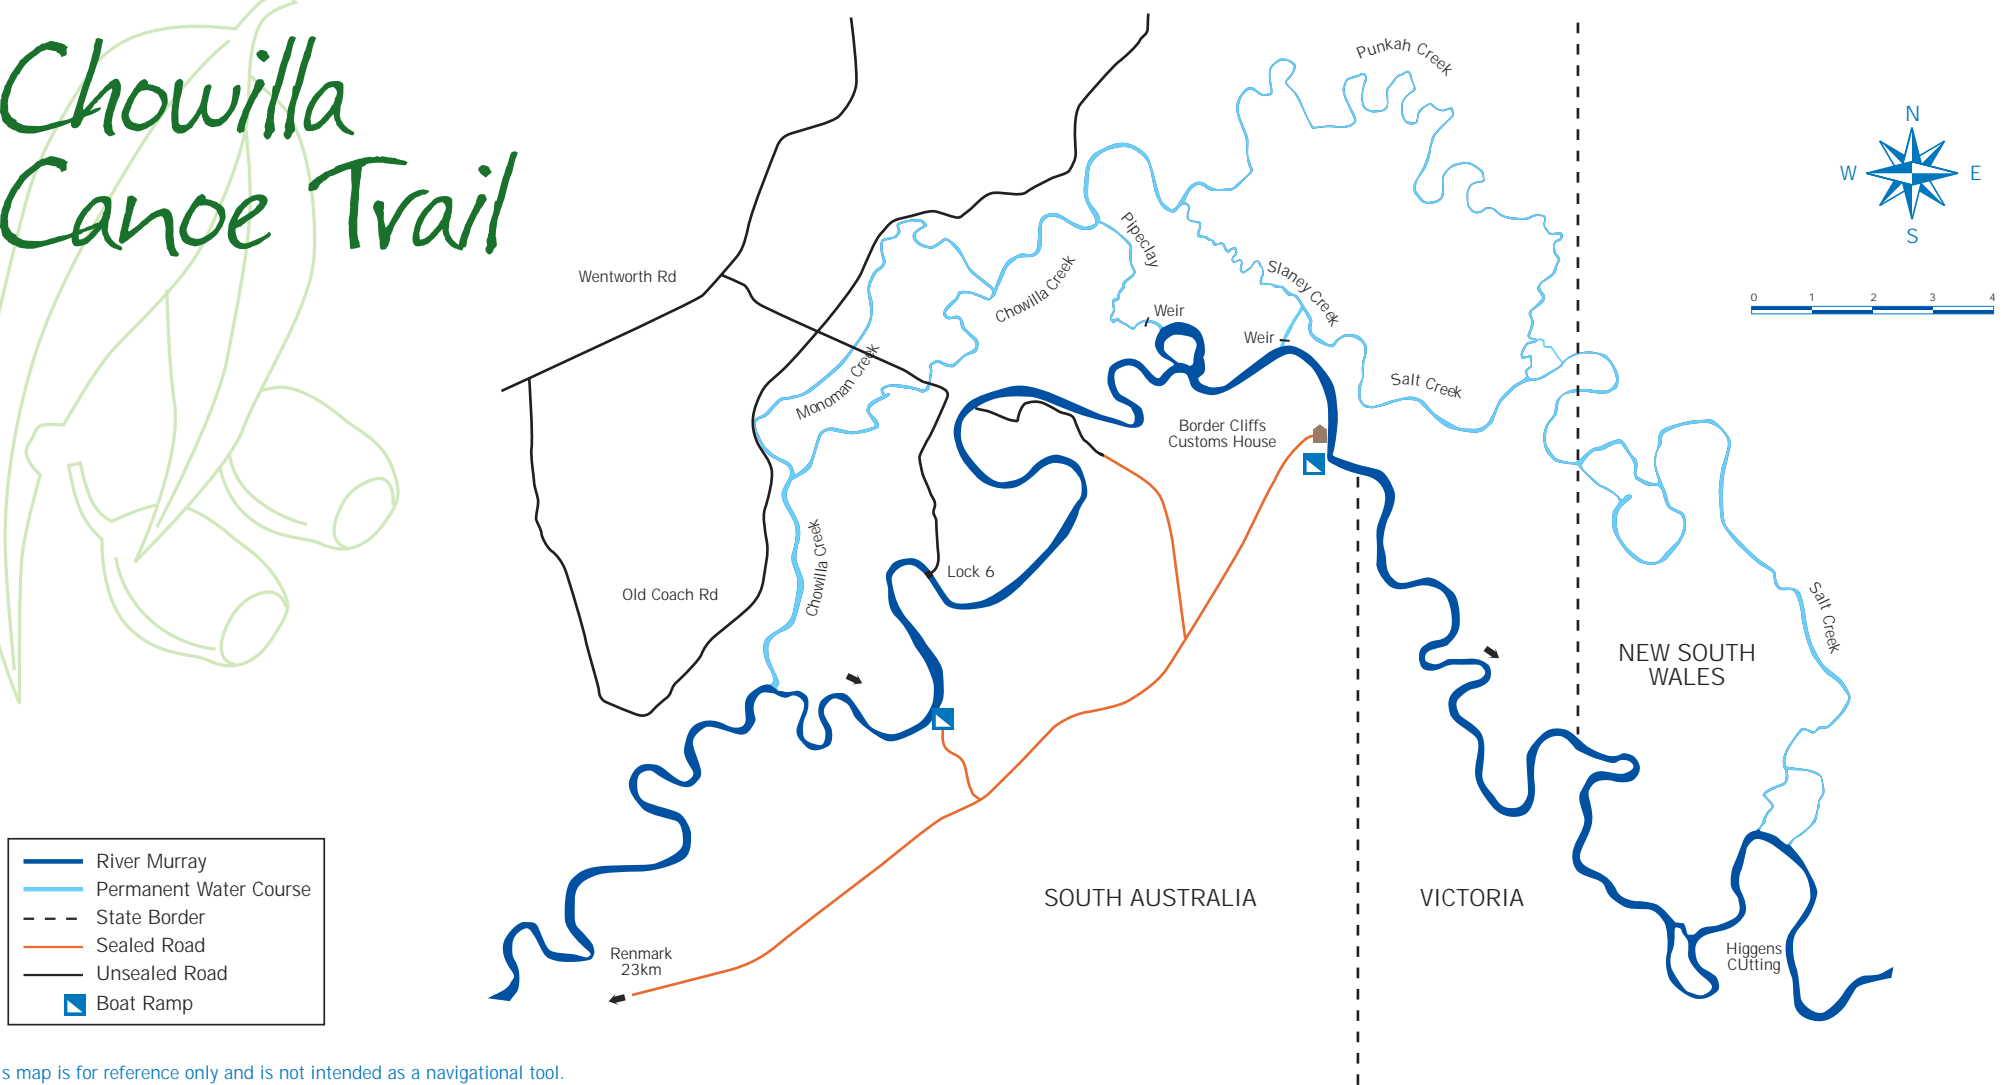 Chowilla
Canoe Trail
Punkah Creek
N
W
E
S
0 1 2 3 4
Pipeclay
Wentworth Rd
Slaney Creek
Chowilla Creek
Weir
Weir
Monoman Creek
Salt Creek
Border Cliffs
Customs House
Chowilla Creek
Lock 6
Old Coach Rd
Salt Creek
NEW SOUTH
WALES
River Murray
Permanent Water Course
State Border
Sealed Road
Unsealed Road
Boat Ramp
SOUTH AUSTRALIA
VICTORIA
Renmark
23km
Higgens
CUtting
s map is for reference only and is not intended as a navigational tool.